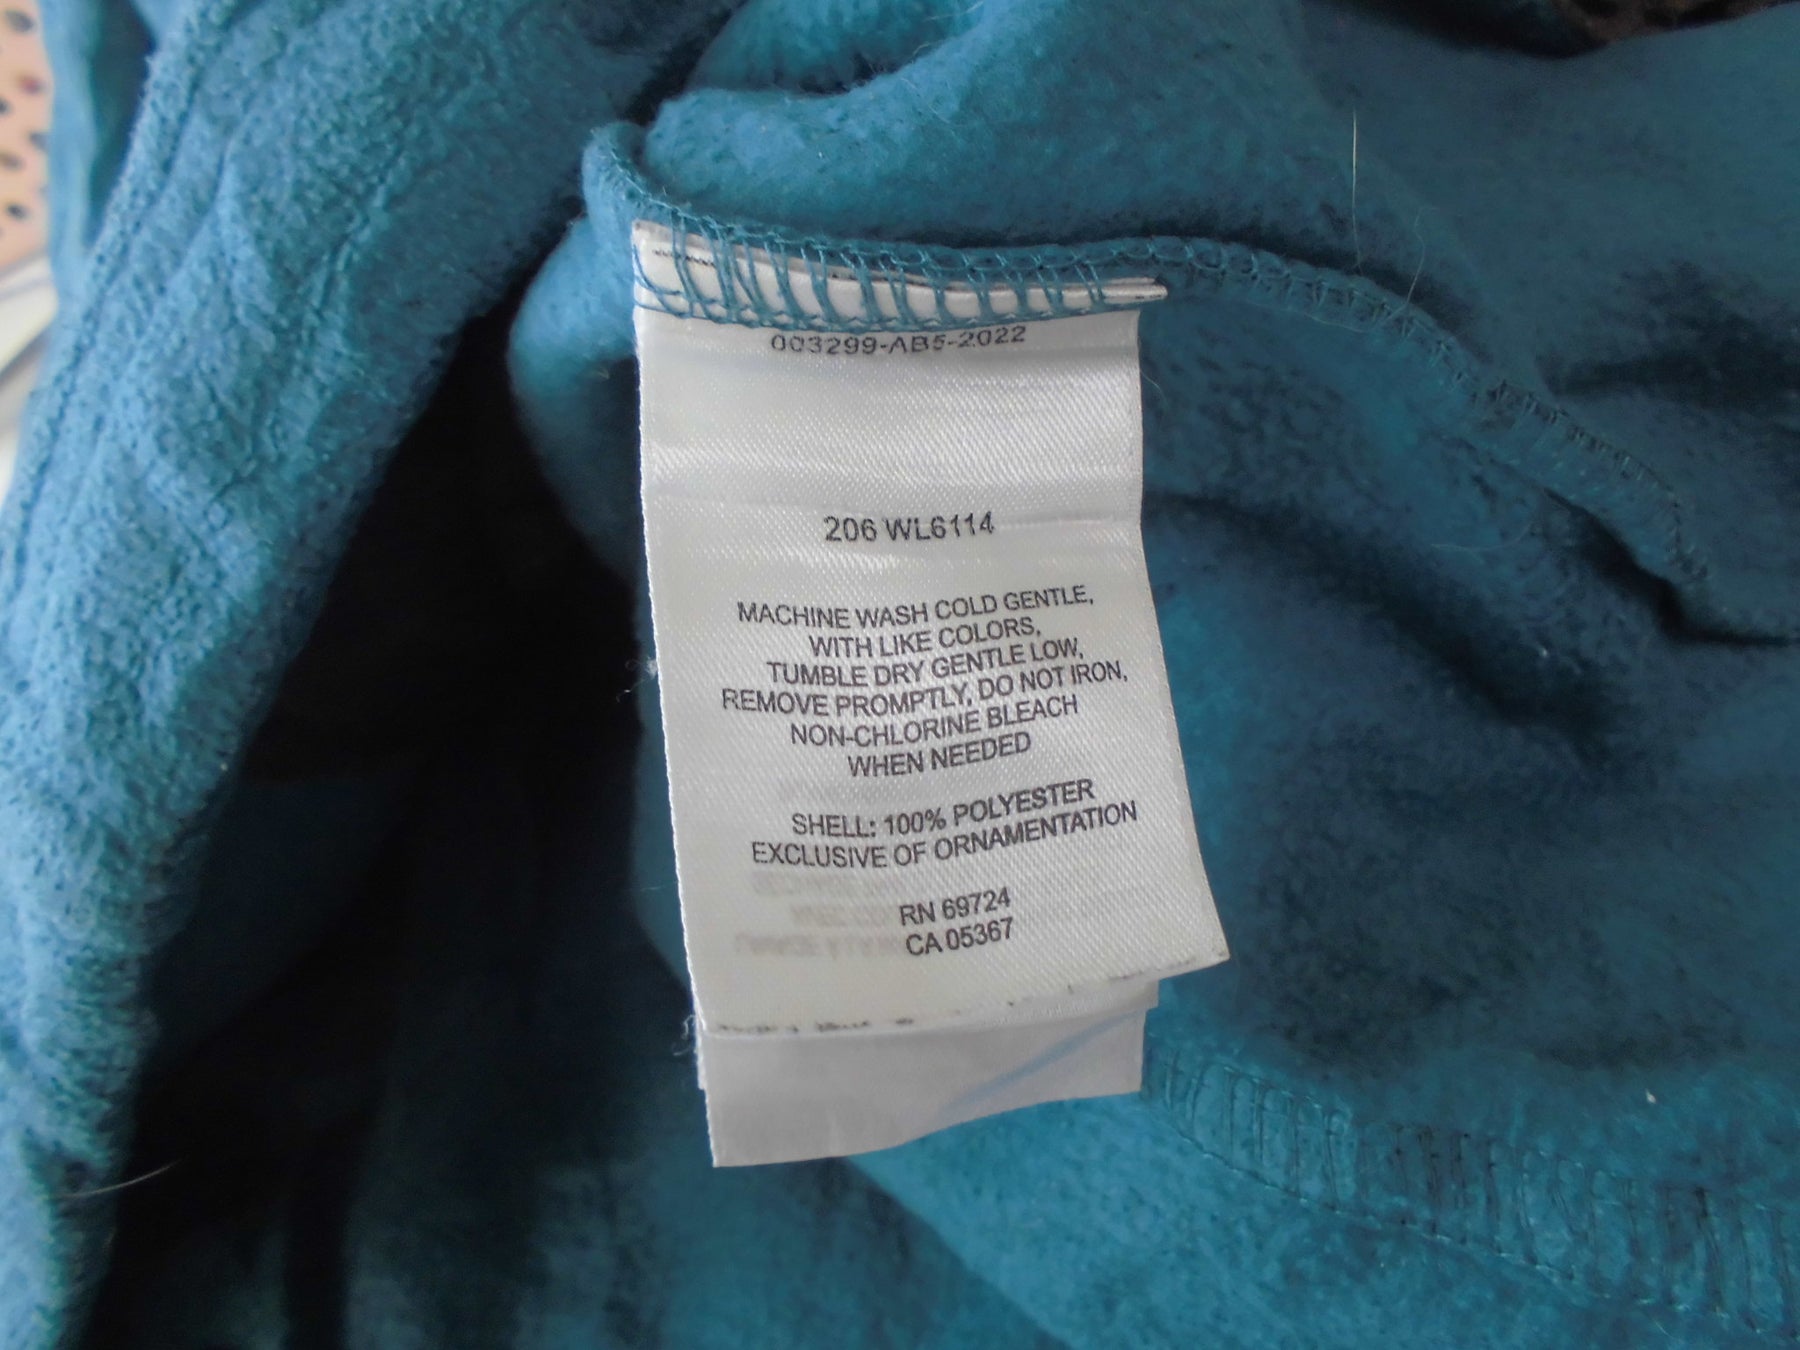 003299-AB5-2022
206 WL6114
MACHINE WASH COLD GENTLE,
WITH LIKE COLORS,
TUMBLE DRY GENTLE LOW,
REMOVE PROMPTLY, DO NOT IRON,
NON-CHLORINE BLEACH
WHEN NEEDED
SHELL: 100% POLYESTER
EXCLUSIVE OF ORNAMENTATION
RN 69724
CA 05367